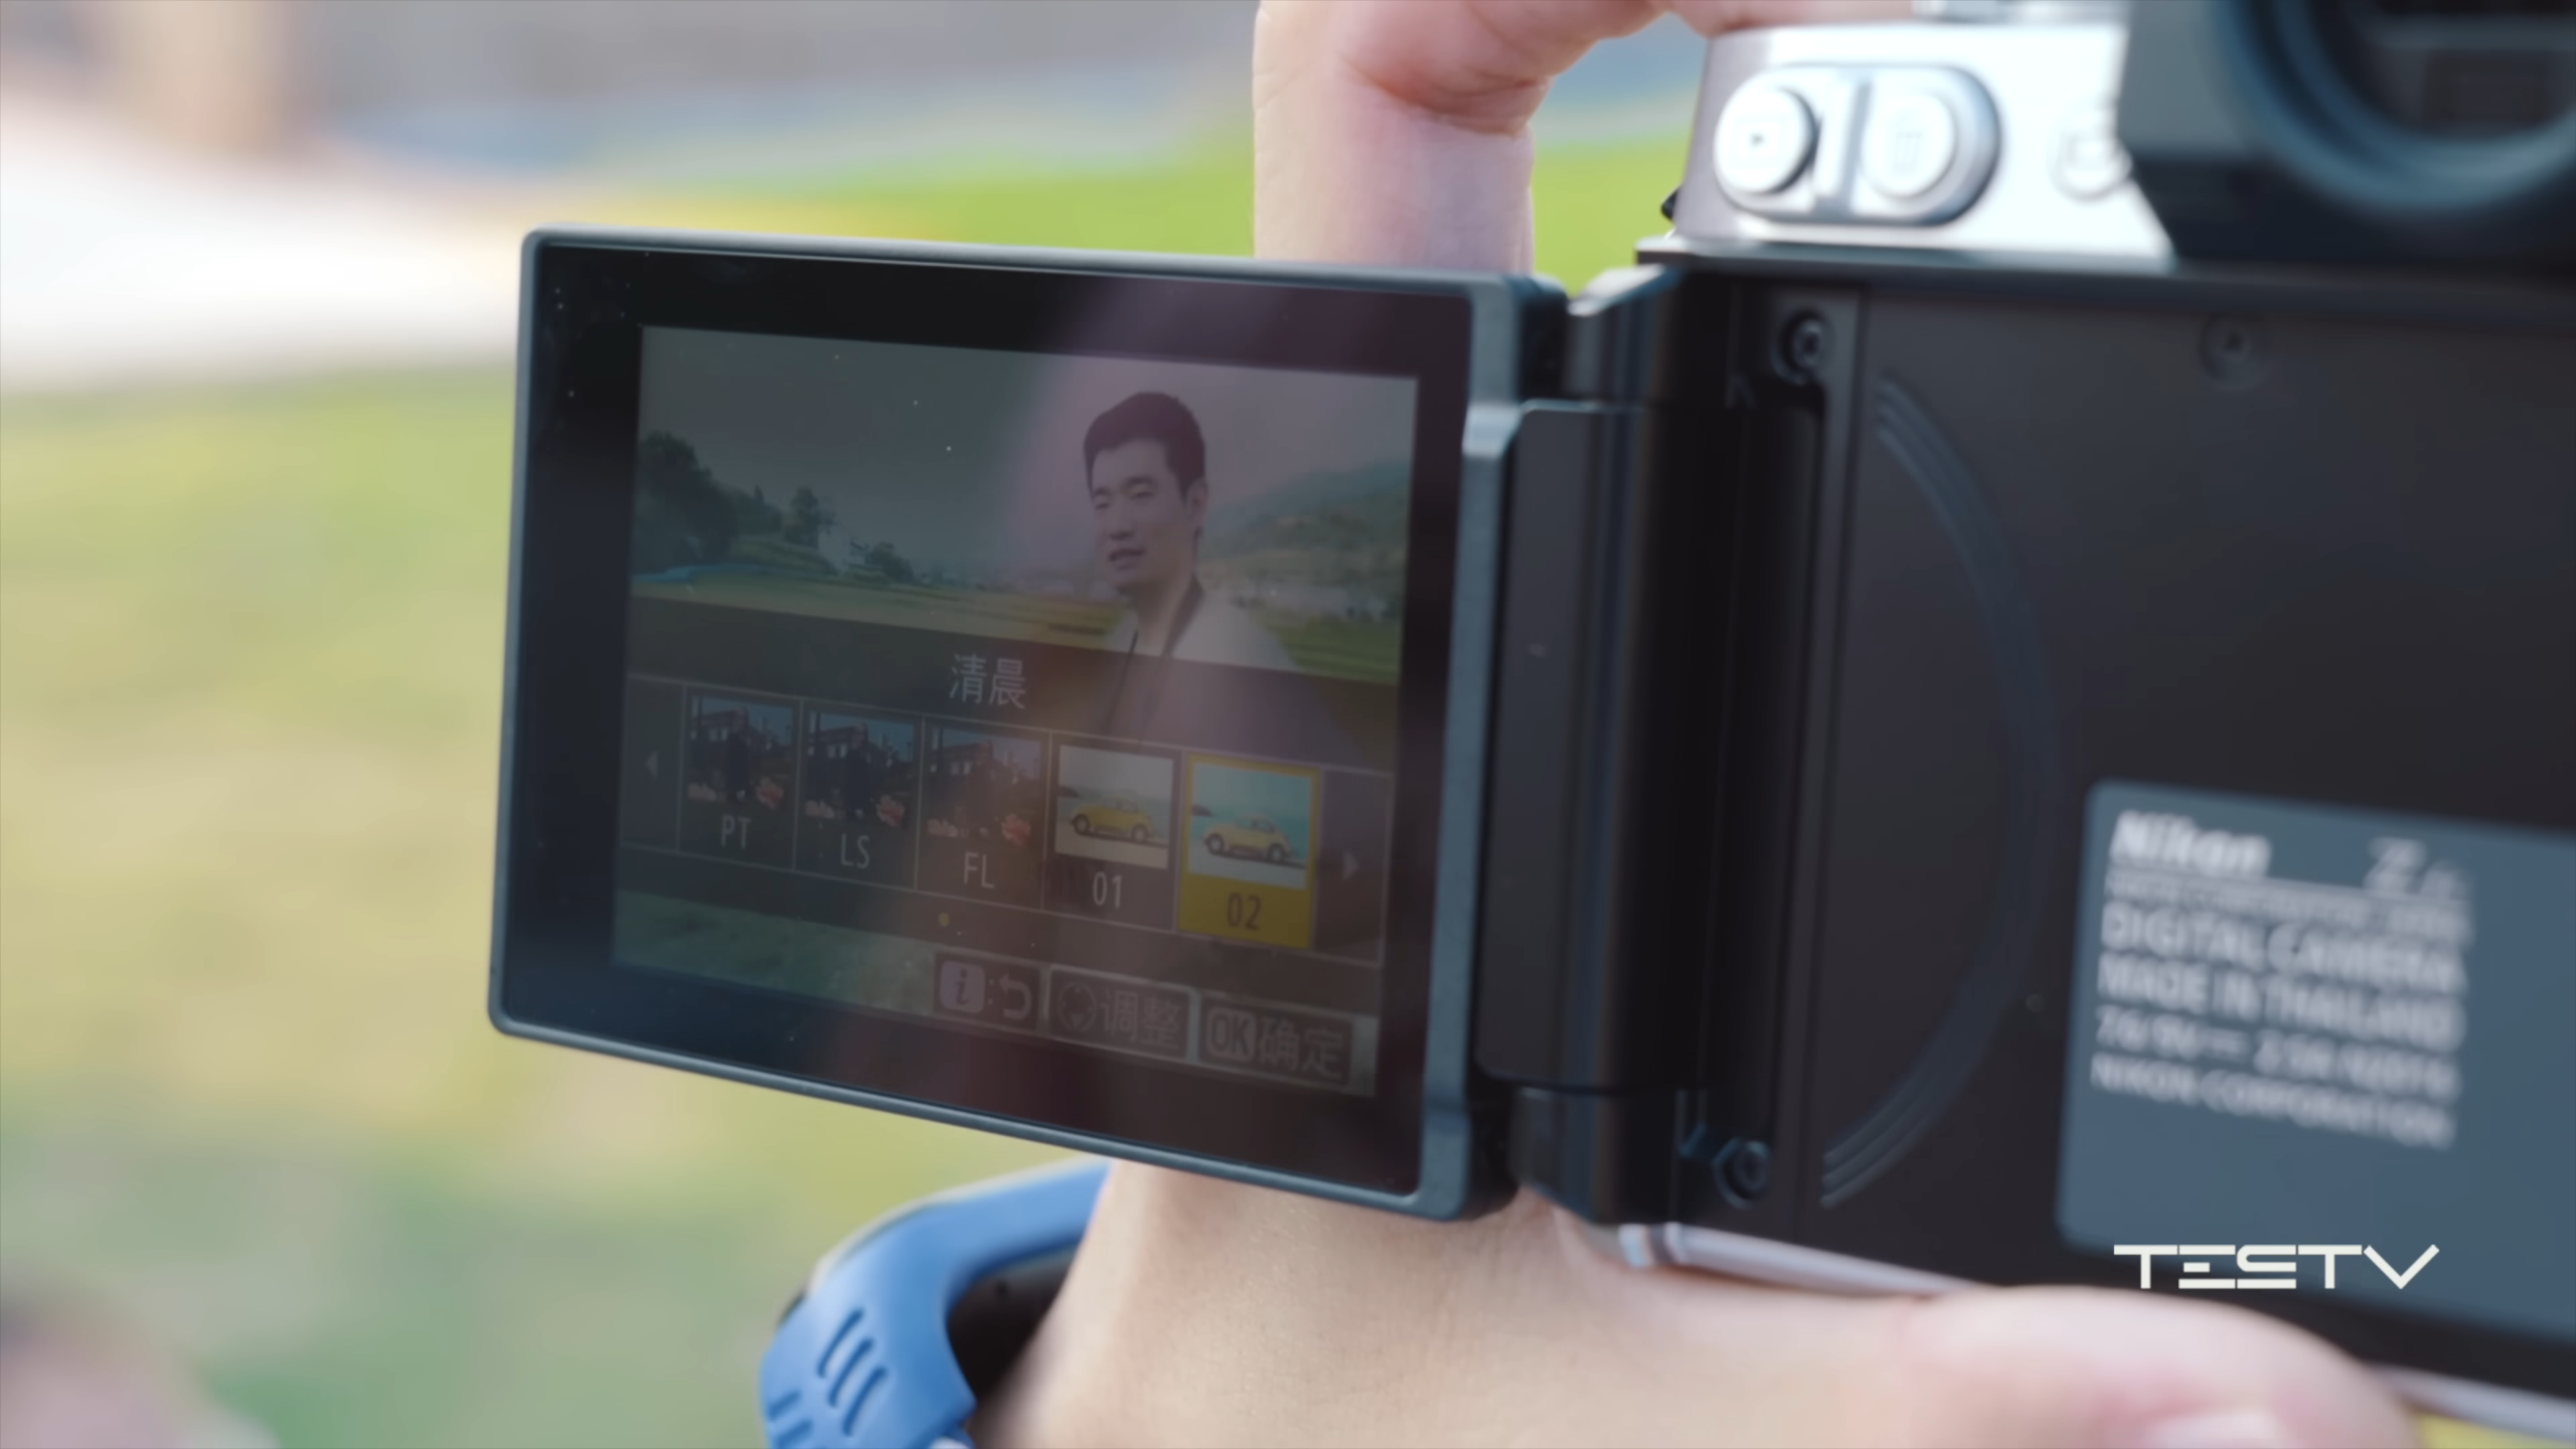 清晨
PT
LS
FL
01
02
i:
调整
OK确定
Nikon
DIGITAL CAMERA
MADE IN THAILAND
NIKON CORPORATION
TESTV